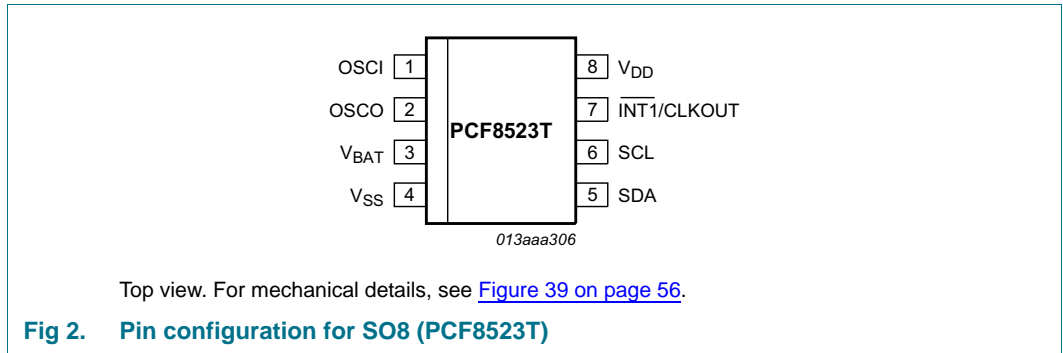 OSCI 1 8 VDD
OSCO 2 7 INT1/CLKOUT
PCF8523T
VBAT 3 6 SCL
VSS 4 5 SDA
013aaa306
Top view. For mechanical details, see Figure 39 on page 56.
Fig 2. Pin configuration for SO8 (PCF8523T)